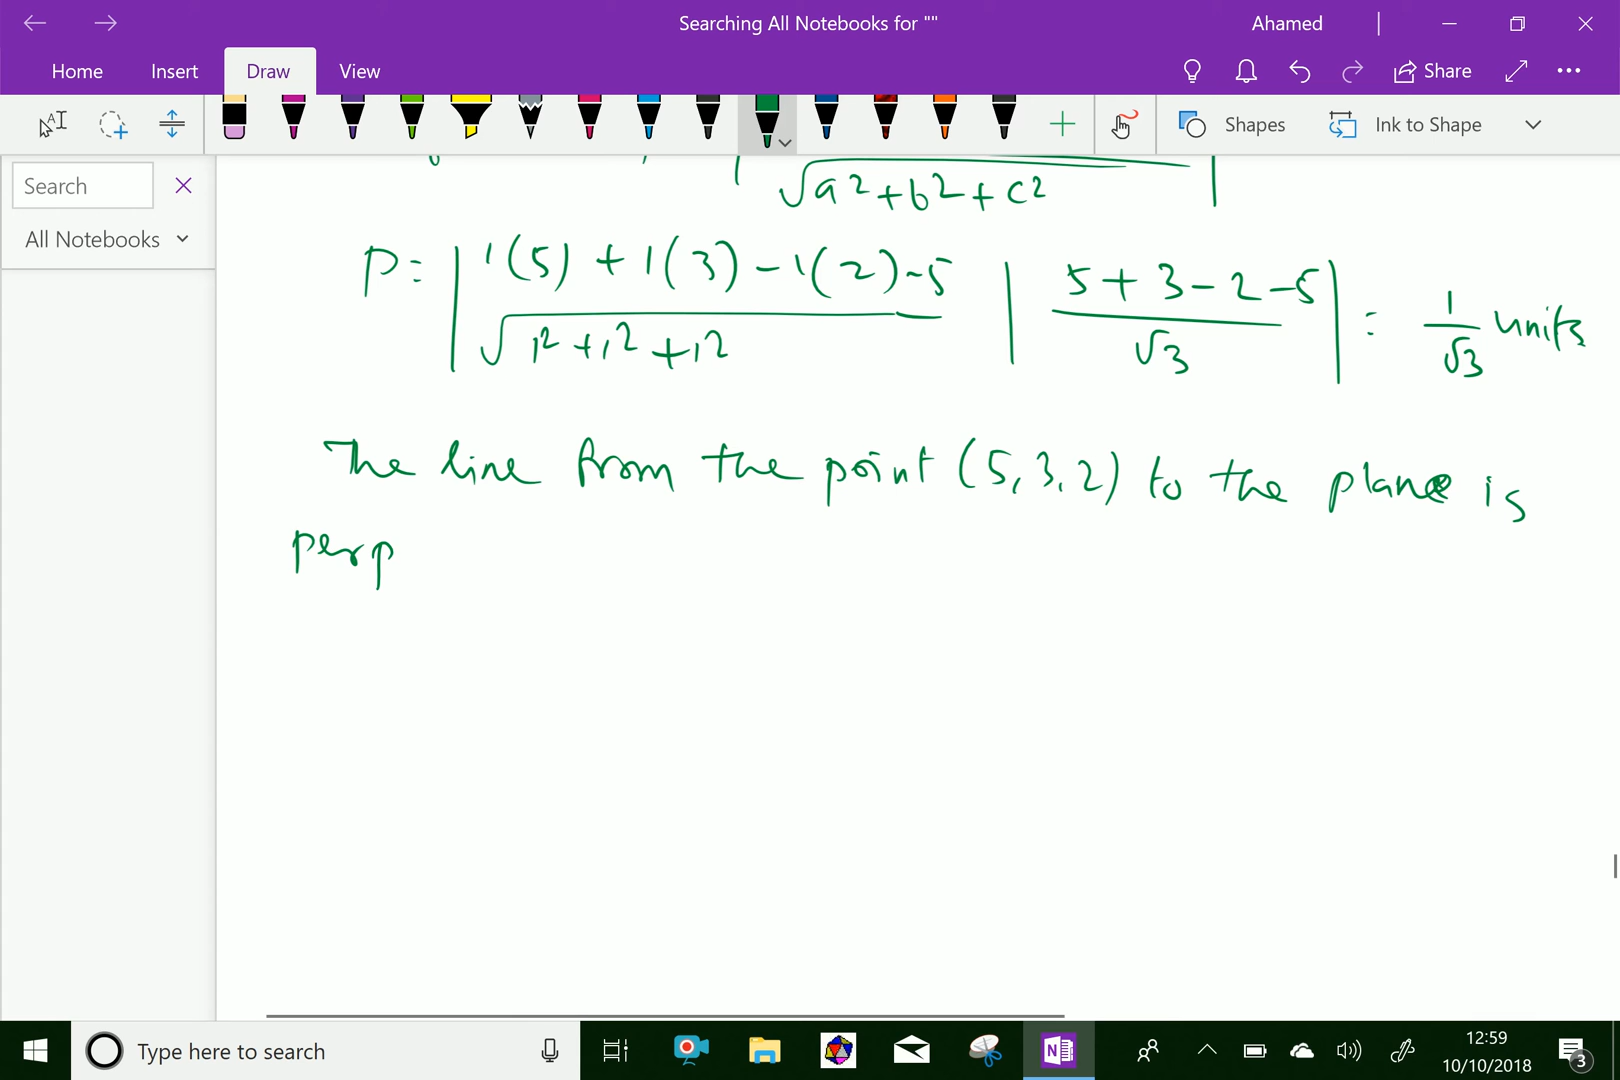 Searching All Notebooks for ""
Ahamed
Home Insert Draw View
Share
Shapes
Ink to Shape
Search
All Notebooks
√a²+b²+c²
P = | 1(5) + 1(3) - 1(2) - 5 | 5 + 3 - 2 - 5 | = 1 units
√1²+1²+1² √3 √3
The line from the point (5,3,2) to the plane is
perp
Type here to search
12:59
10/10/2018
3